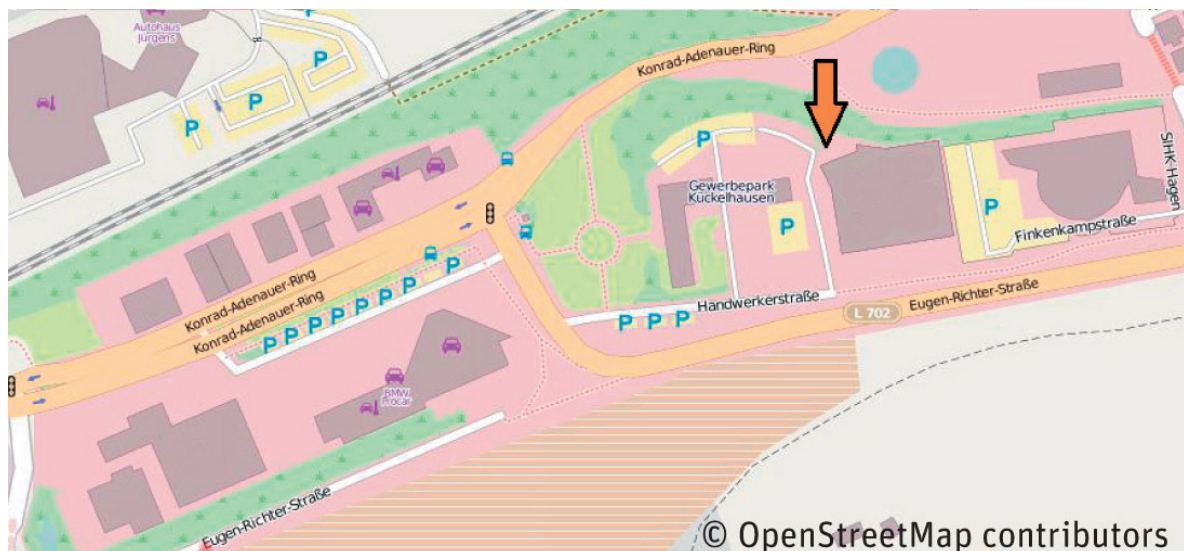 Autohaus
Jürgens
P
P
P
P
Konrad-Adenauer-Ring
P
Gewerbepark
Kückelhausen
P
P
SIHK-Hagen
Finkenkampstraße
Konrad-Adenauer-Ring
Konrad-Adenauer-Ring
P
P
P
P
P
P
P
P
Handwerkerstraße
P
P
P
L 702
Eugen-Richter-Straße
BMW
Procar
Eugen-Richter-Straße
© OpenStreetMap contributors